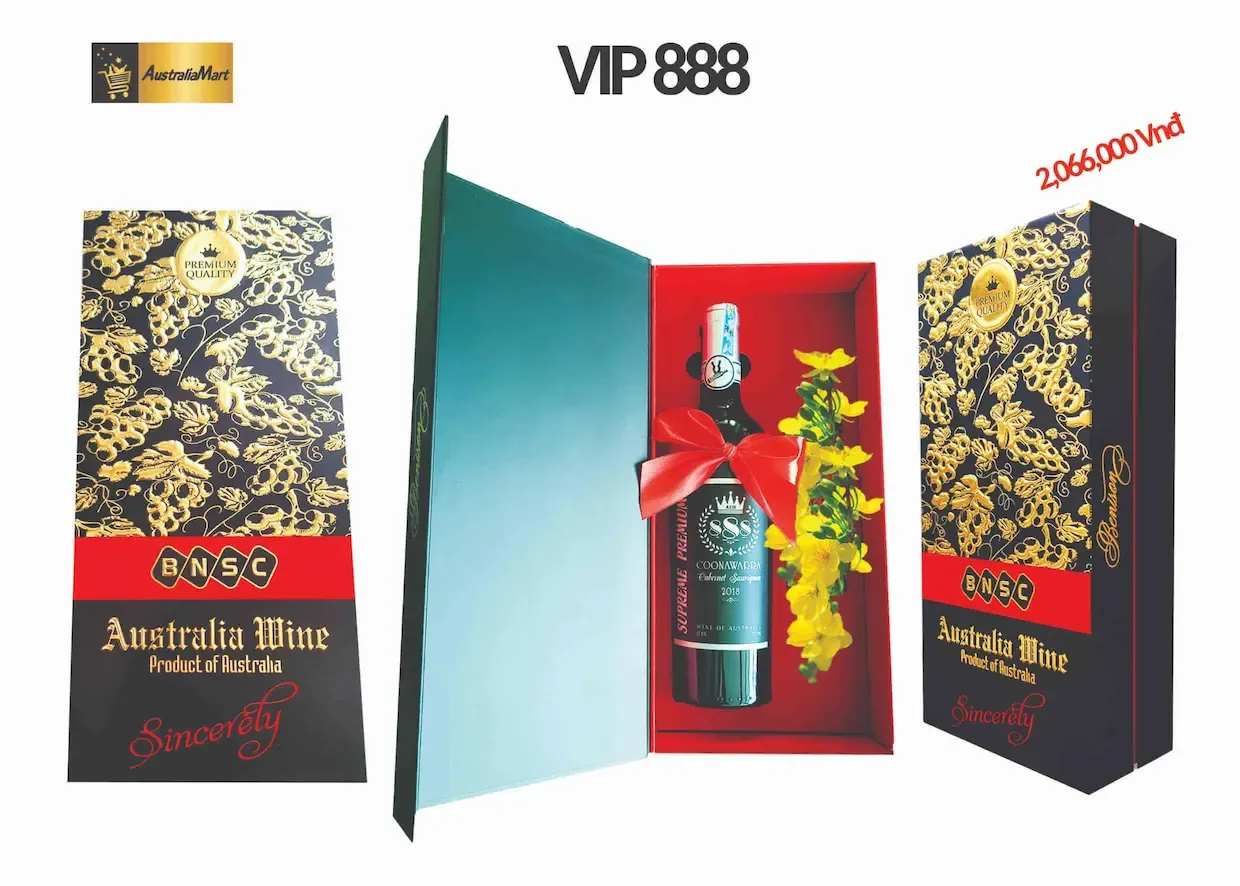 AustraliaMart
VIP 888
2,066,000 Vnđ
PREMIUM
QUALITY
BNSC
Australia Wine
Product of Australia
Sincerely
888
COONAWARRA
Cabernet Sauvignon
2018
WINE OF AUSTRALIA
SUPREME PREMIUM
PREMIUM
QUALITY
BNSC
Australia Wine
Product of Australia
Sincerely
Benison